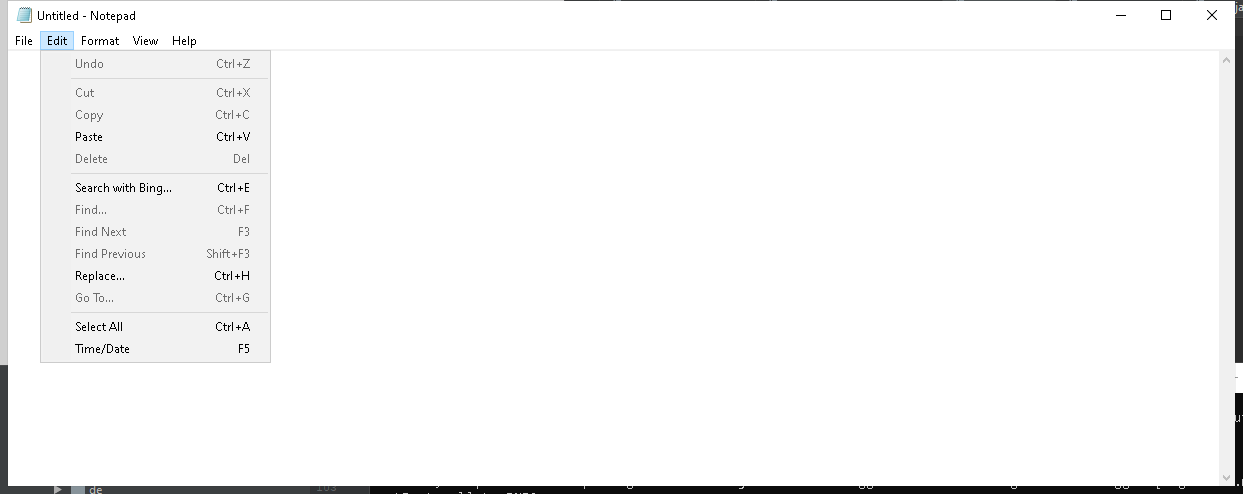 Untitled - Notepad
File Edit Format View Help
Undo Ctrl+Z
Cut Ctrl+X
Copy Ctrl+C
Paste Ctrl+V
Delete Del
Search with Bing... Ctrl+E
Find... Ctrl+F
Find Next F3
Find Previous Shift+F3
Replace... Ctrl+H
Go To... Ctrl+G
Select All Ctrl+A
Time/Date F5
de